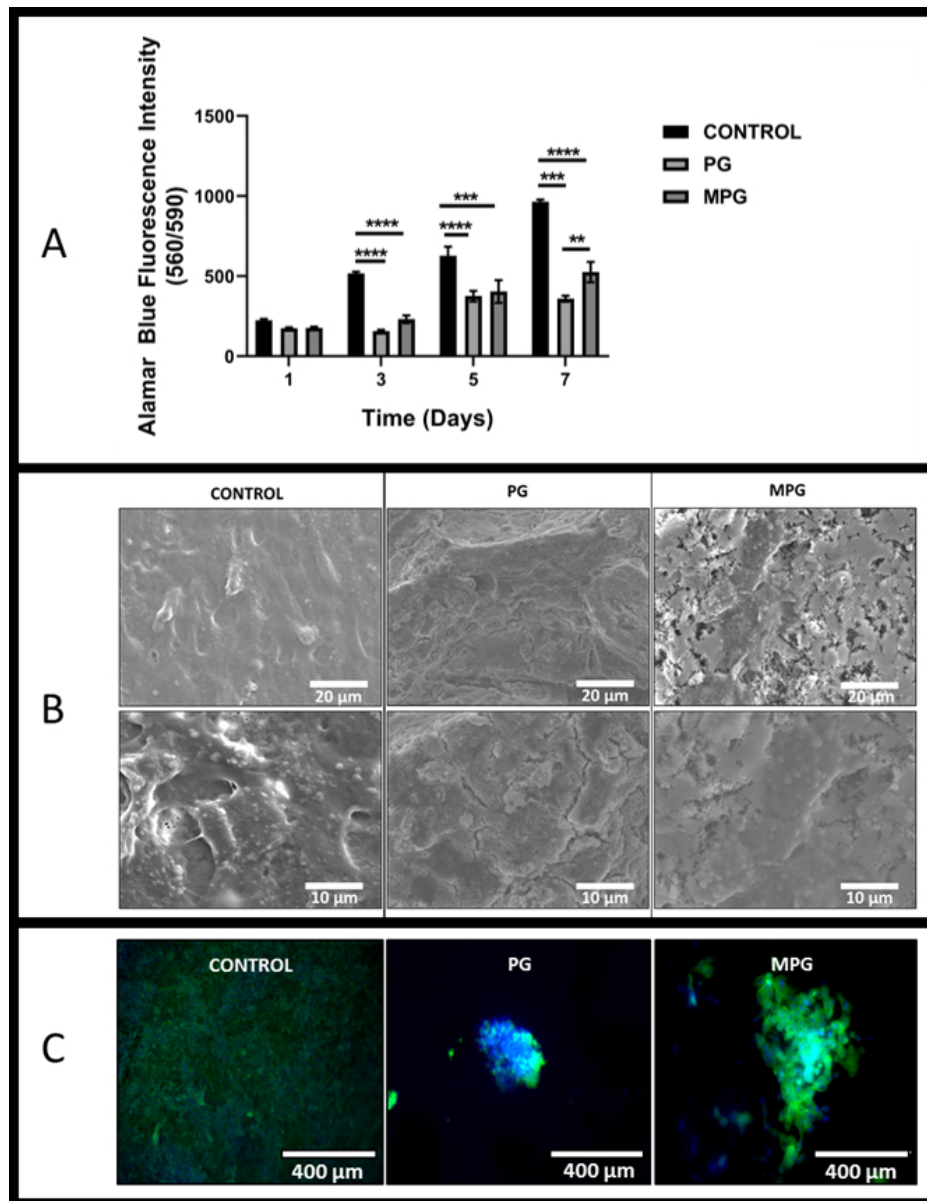 A
Alamar Blue Fluorescence Intensity
(560/590)
1500
1000
500
0
**** **** *** **** **** *** **
1 3 5 7
Time (Days)
CONTROL
PG
MPG
B
CONTROL PG MPG
20 µm 20 µm 20 µm
10 µm 10 µm 10 µm
C
CONTROL PG MPG
400 µm 400 µm 400 µm